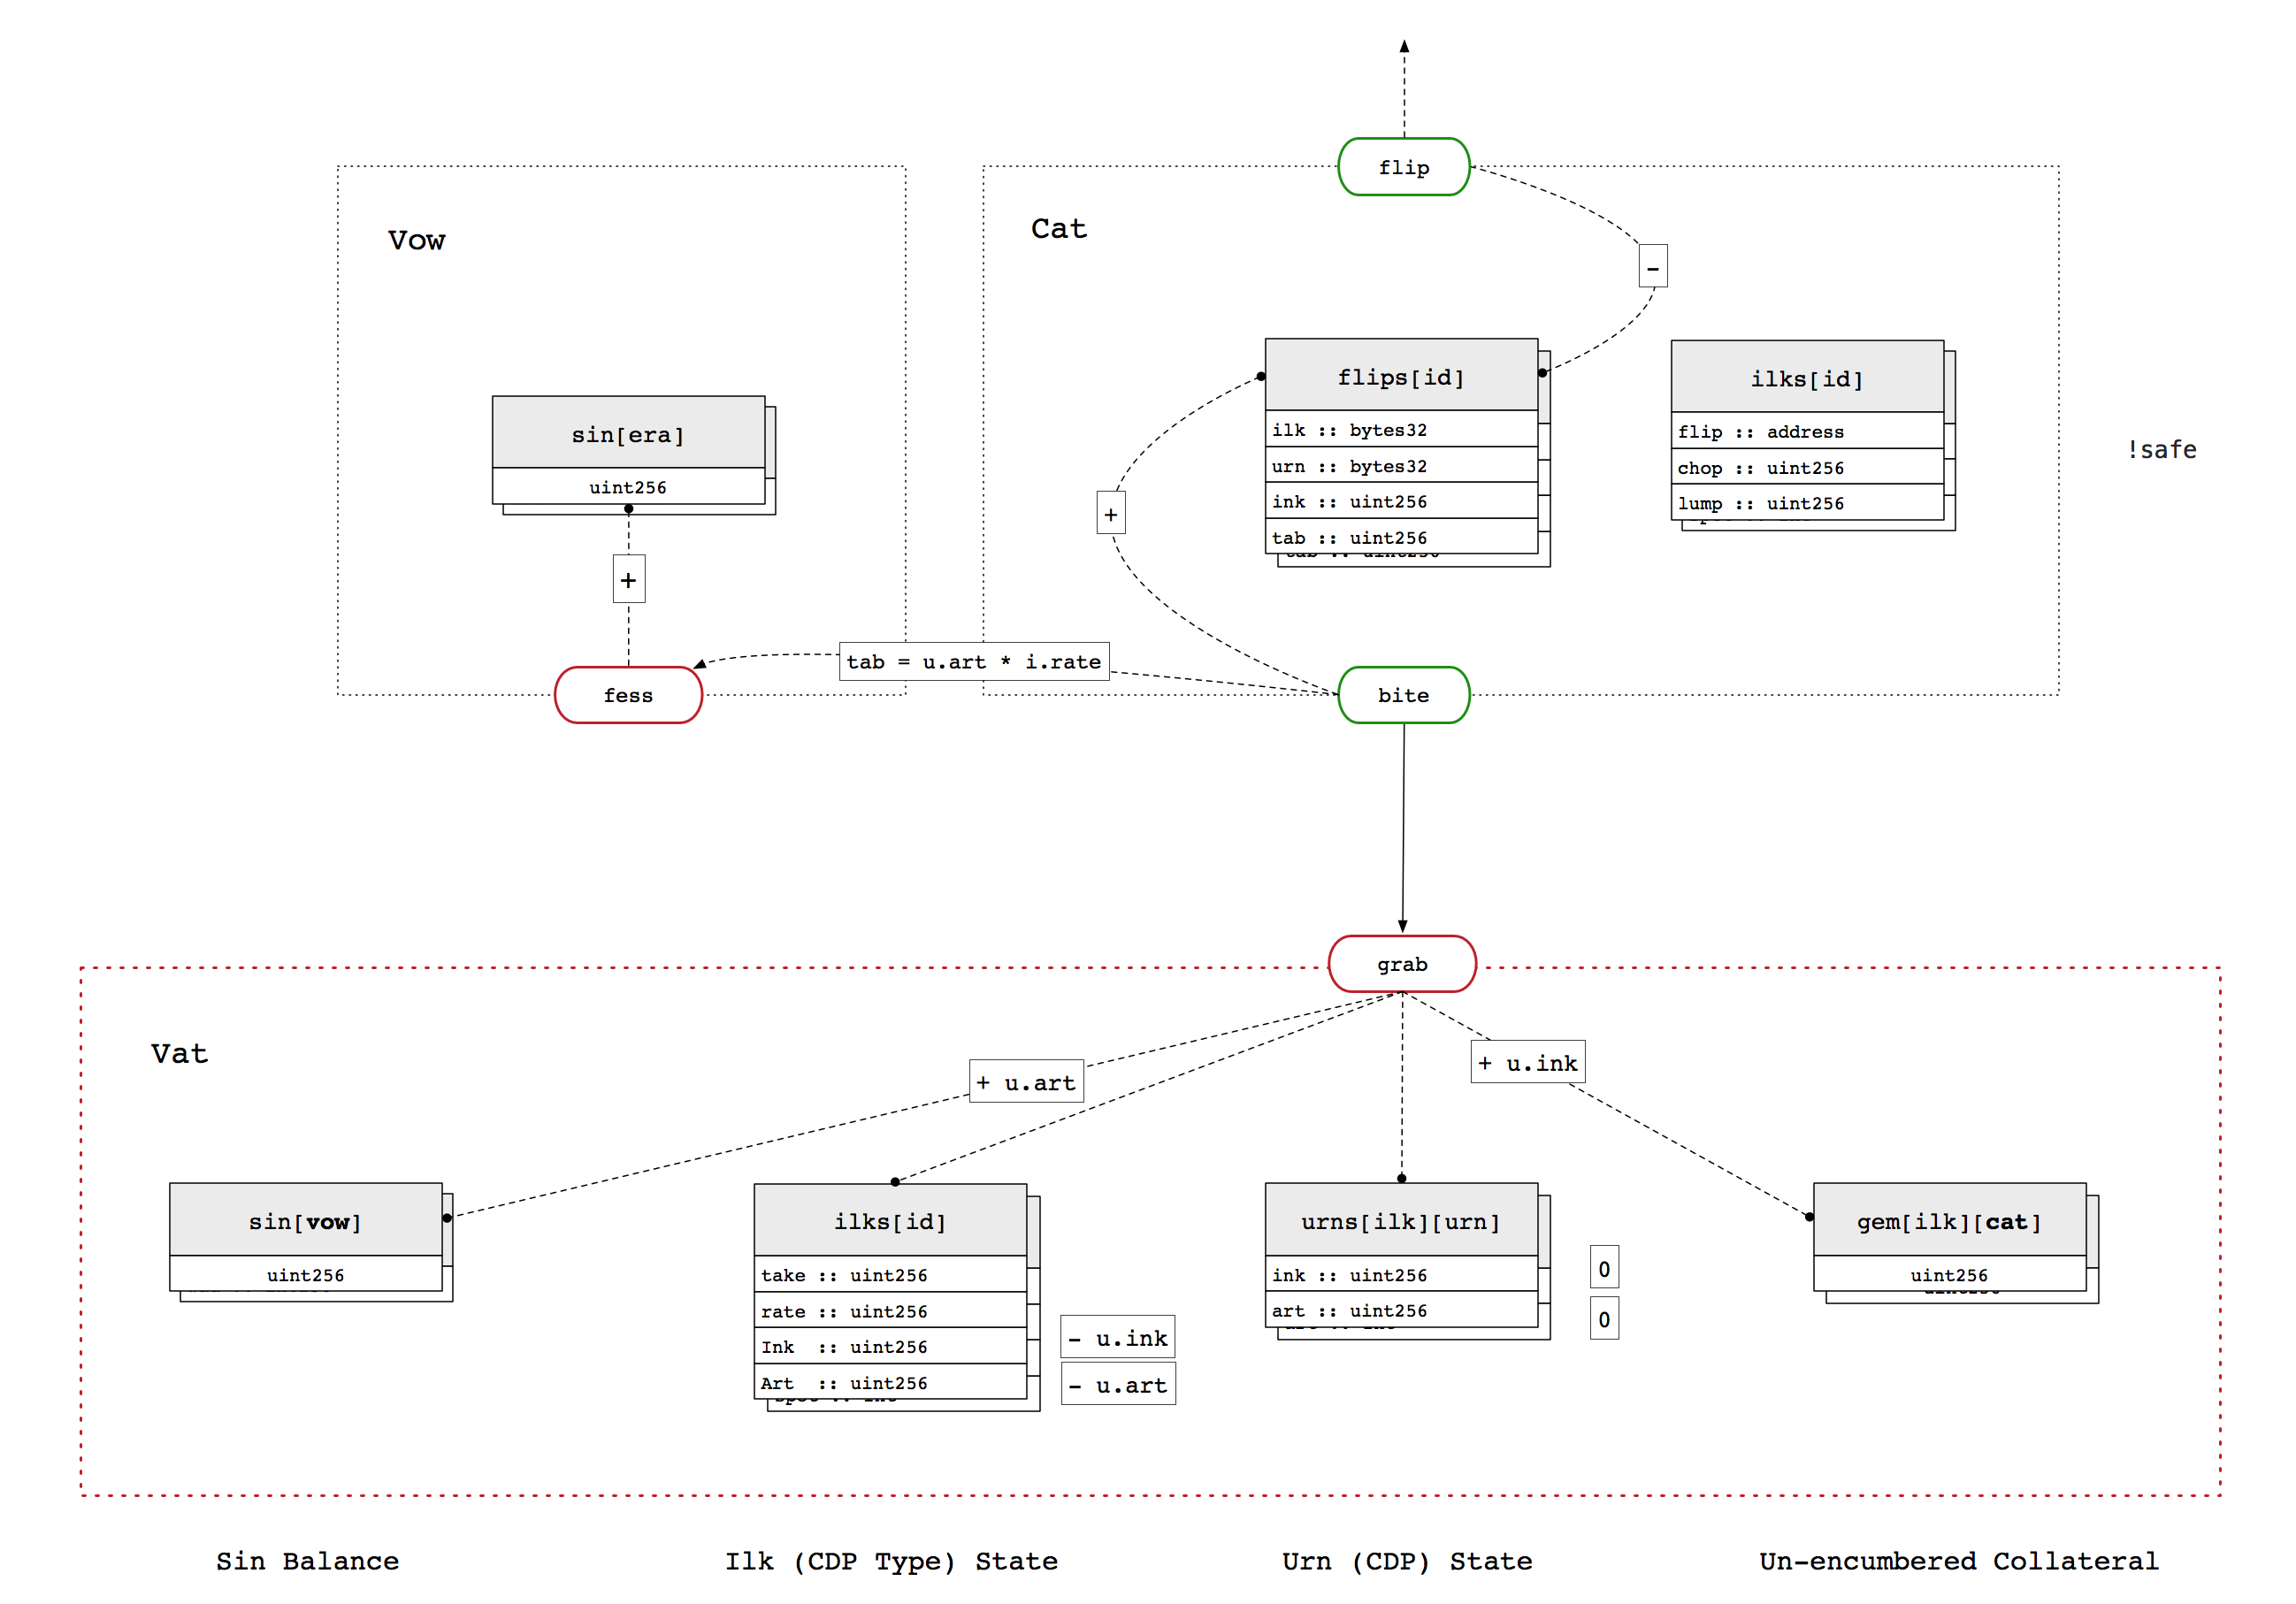 flip
Vow
Cat
-
flips[id]
ilk :: bytes32
urn :: bytes32
ink :: uint256
tab :: uint256
ilks[id]
flip :: address
chop :: uint256
lump :: uint256
!safe
sin[era]
uint256
+
+
tab = u.art * i.rate
fess
bite
grab
Vat
+ u.art
+ u.ink
sin[vow]
uint256
ilks[id]
take :: uint256
rate :: uint256
Ink :: uint256
Art :: uint256
- u.ink
- u.art
urns[ilk][urn]
ink :: uint256
art :: uint256
0
0
gem[ilk][cat]
uint256
Sin Balance
Ilk (CDP Type) State
Urn (CDP) State
Un-encumbered Collateral